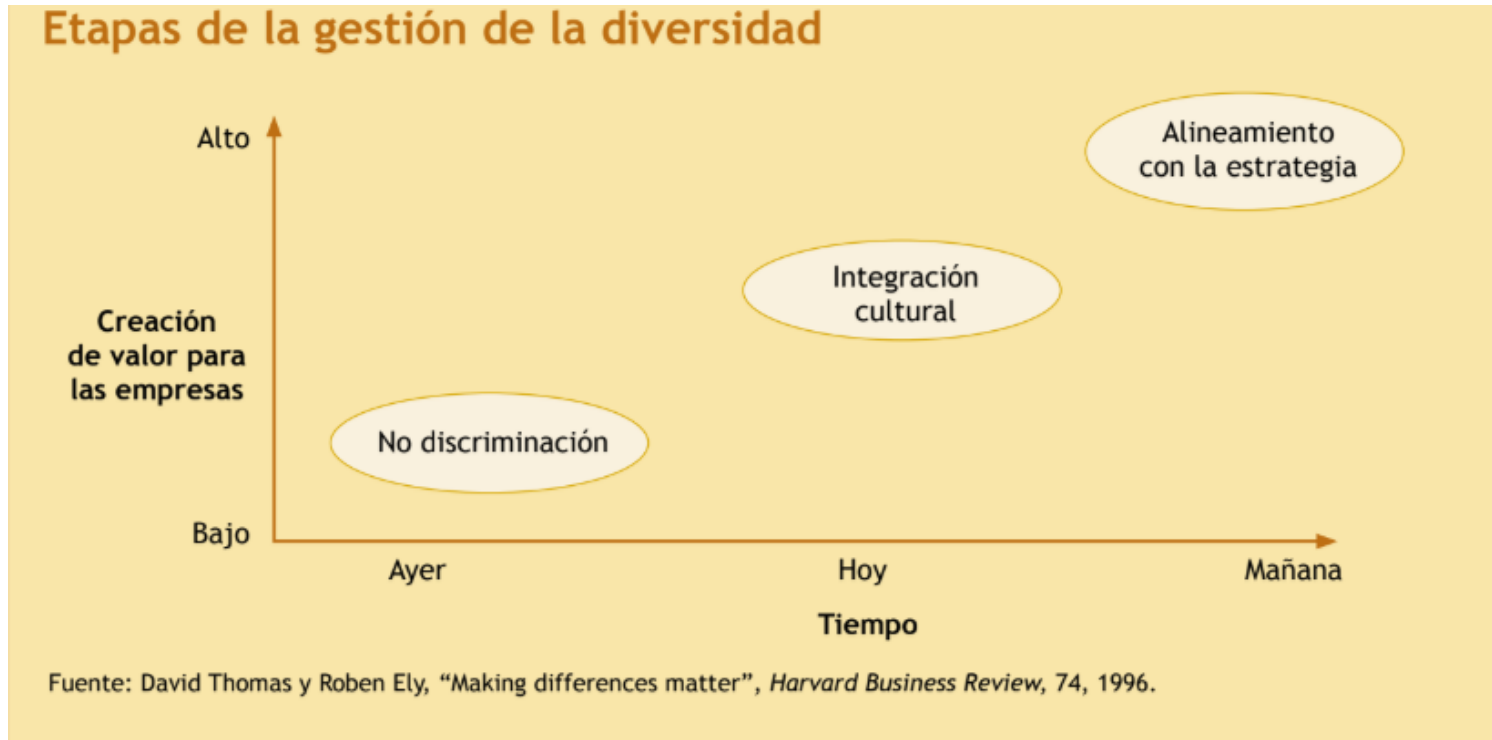 Etapas de la gestión de la diversidad
Alto
Alineamiento
con la estrategia
Integración
cultural
Creación
de valor para
las empresas
No discriminación
Bajo
Ayer
Hoy
Mañana
Tiempo
Fuente: David Thomas y Roben Ely, “Making differences matter”, Harvard Business Review, 74, 1996.